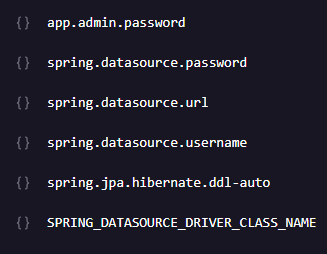 {} app.admin.password
{} spring.datasource.password
{} spring.datasource.url
{} spring.datasource.username
{} spring.jpa.hibernate.ddl-auto
{} SPRING_DATASOURCE_DRIVER_CLASS_NAME